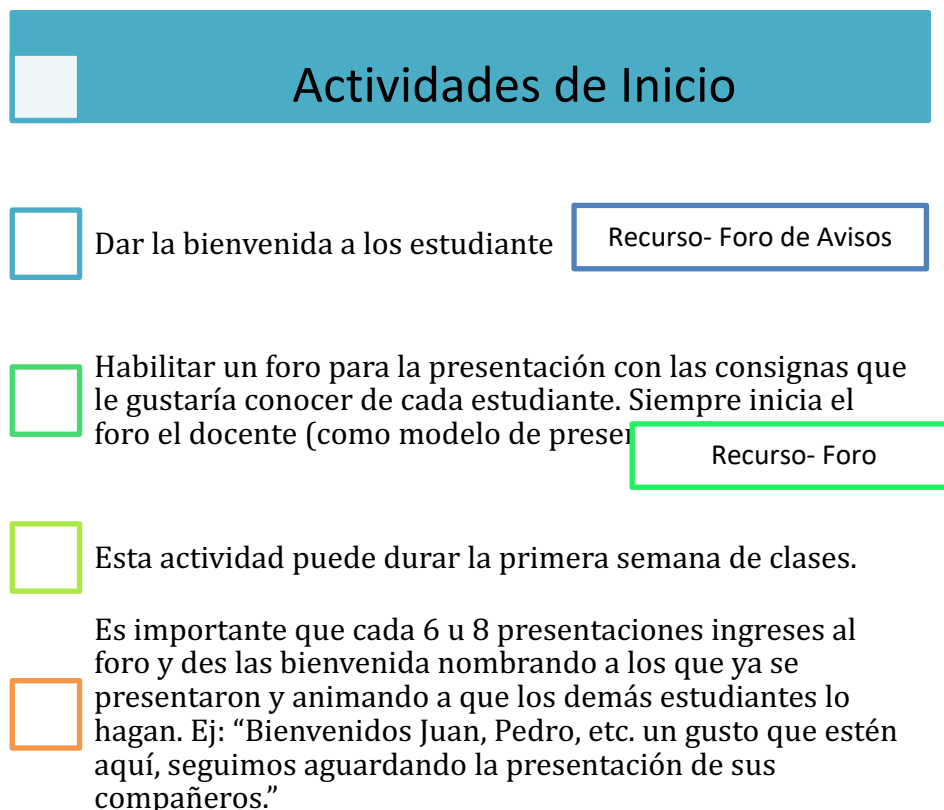 Actividades de Inicio
Dar la bienvenida a los estudiante
Recurso- Foro de Avisos
Habilitar un foro para la presentación con las consignas que
le gustaría conocer de cada estudiante. Siempre inicia el
foro el docente (como modelo de
Recurso- Foro
Esta actividad puede durar la primera semana de clases.
Es importante que cada 6 u 8 presentaciones ingreses al
foro y des las bienvenida nombrando a los que ya se
presentaron y animando a que los demás estudiantes lo
hagan. Ej: “Bienvenidos Juan, Pedro, etc. un gusto que estén
aquí, seguimos aguardando la presentación de sus
compañeros.”